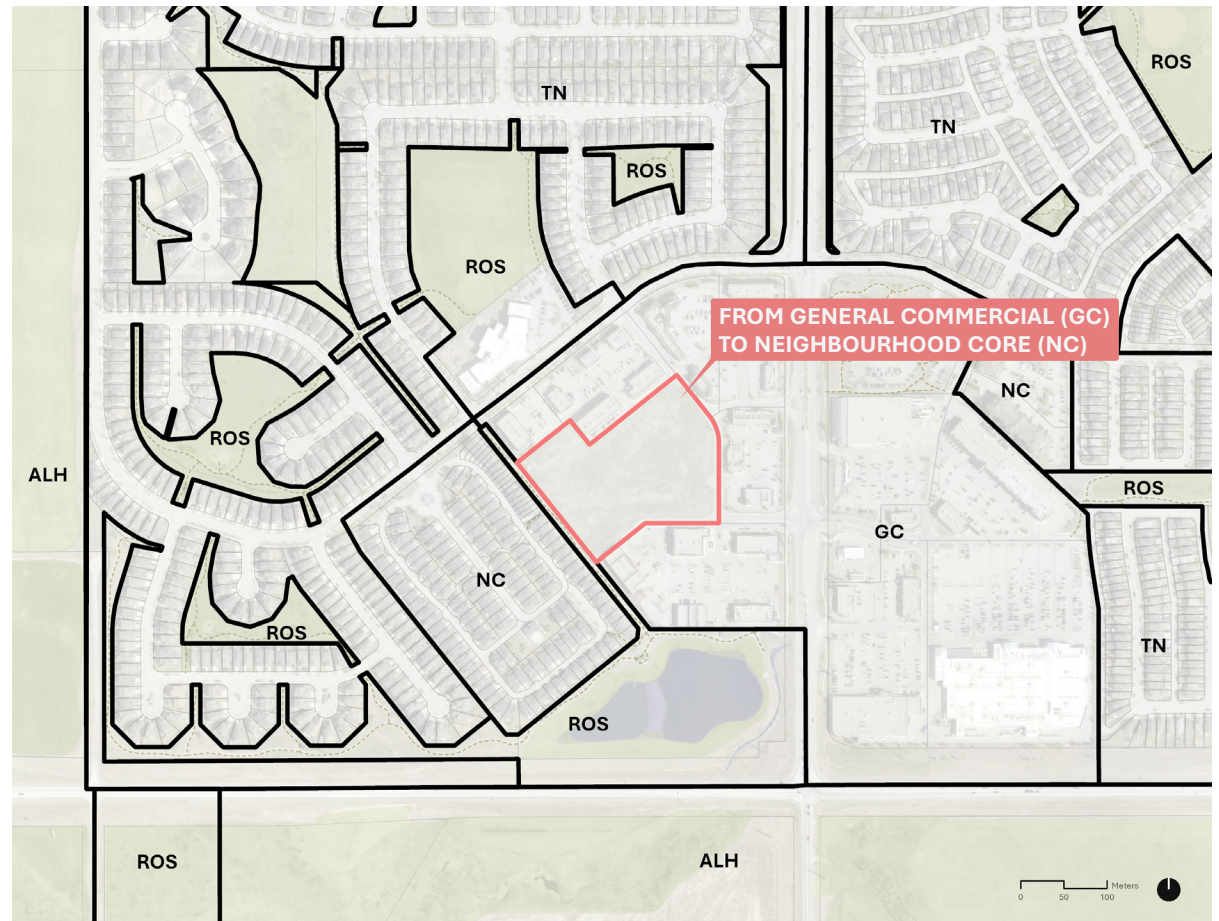 ROS
TN
TN
ROS
ROS
FROM GENERAL COMMERCIAL (GC)
TO NEIGHBOURHOOD CORE (NC)
NC
ROS
ALH
ROS
GC
NC
ROS
TN
ROS
ROS
ALH
Meters
0 50 100